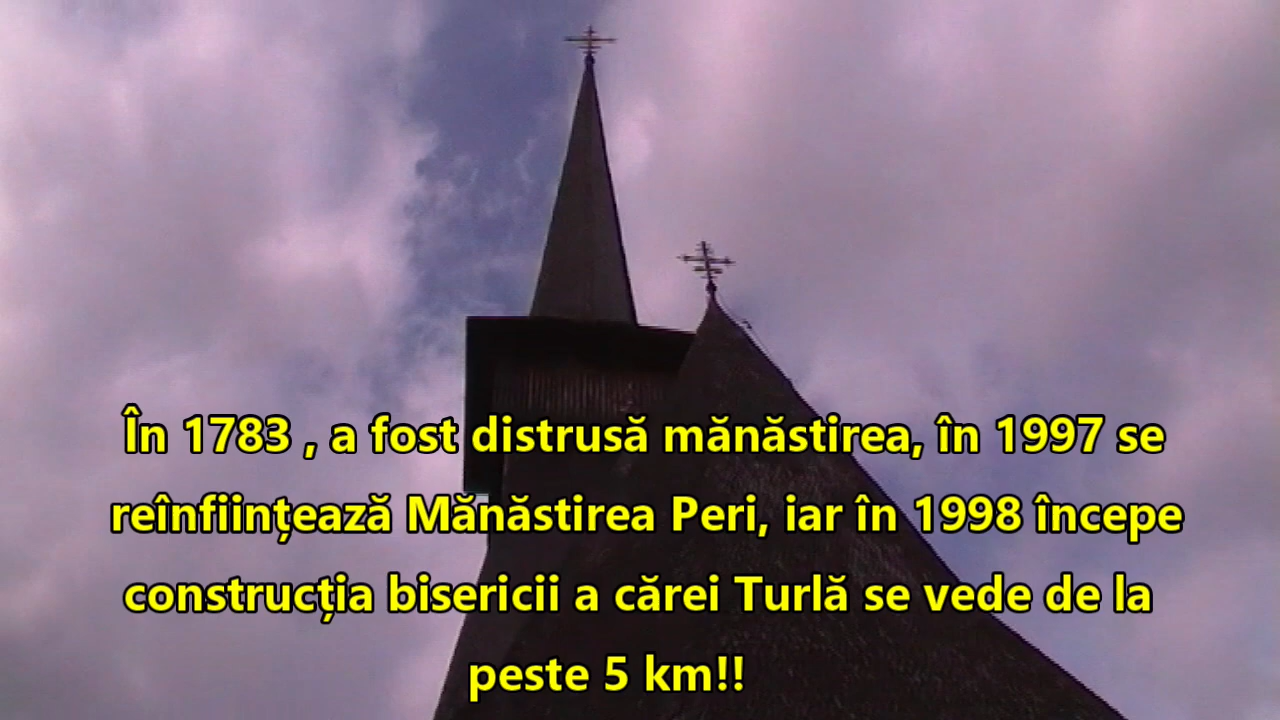 În 1783 , a fost distrusă mănăstirea, în 1997 se
reînființează Mănăstirea Peri, iar în 1998 începe
construcția bisericii a cărei Turlă se vede de la
peste 5 km!!